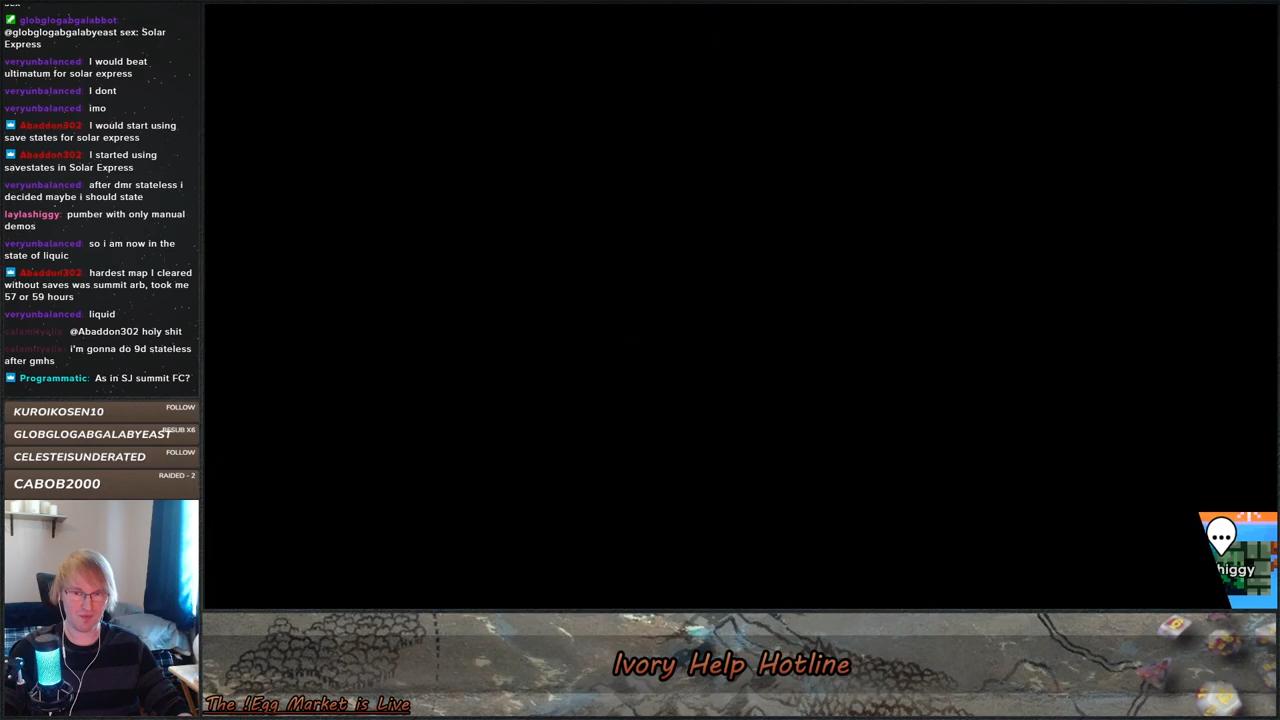 globglogabgalabbot:
@globglogabgalabyeast sex: Solar
Express
veryunbalanced: I would beat
ultimatum for solar express
veryunbalanced: I dont
veryunbalanced: imo
Abaddon302: I would start using
save states for solar express
Abaddon302: I started using
savestates in Solar Express
veryunbalanced: after dmr stateless i
decided maybe i should state
laylashiggy: pumber with only manual
demos
veryunbalanced: so i am now in the
state of liquic
Abaddon302: hardest map I cleared
without saves was summit arb, took me
57 or 59 hours
veryunbalanced: liquid
@Abaddon302 holy shit
i'm gonna do 9d stateless
after gmhs
Programmatic: As in SJ summit FC?
KUROIKOSEN10 FOLLOW
GLOBGLOGABGALABYEAST RESUB X6
CELESTEISUNDERATED FOLLOW
CABOB2000 RAIDED - 2
higgy
Ivory Help Hotline
The !Egg Market is Live